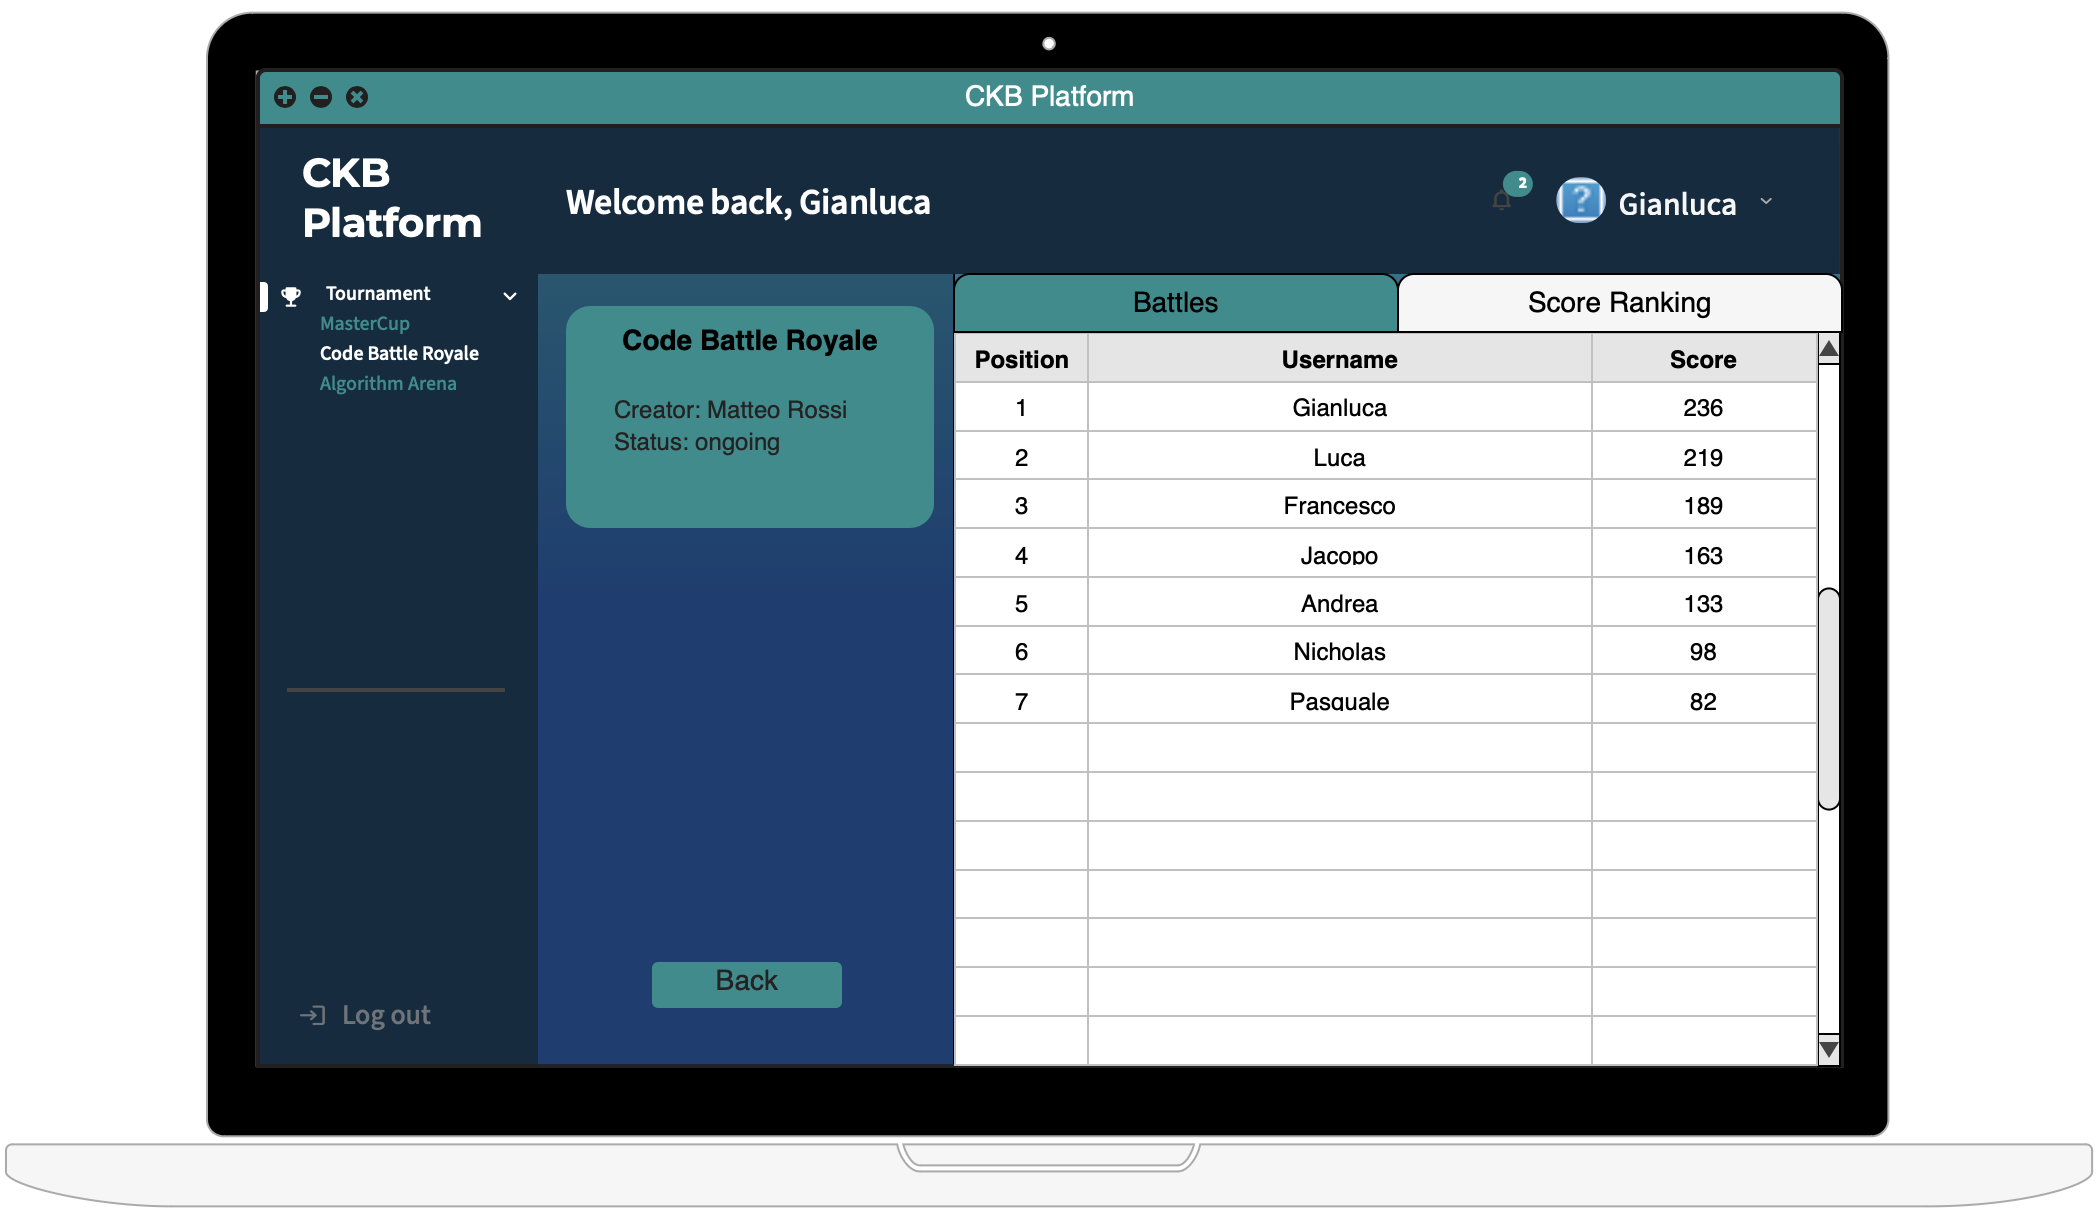 CKB Platform
CKB
Platform
Welcome back, Gianluca
2
Gianluca
Tournament
MasterCup
Code Battle Royale
Algorithm Arena
Log out
Code Battle Royale
Creator: Matteo Rossi
Status: ongoing
Back
Battles Score Ranking
Position Username Score
1 Gianluca 236
2 Luca 219
3 Francesco 189
4 Jacopo 163
5 Andrea 133
6 Nicholas 98
7 Pasquale 82